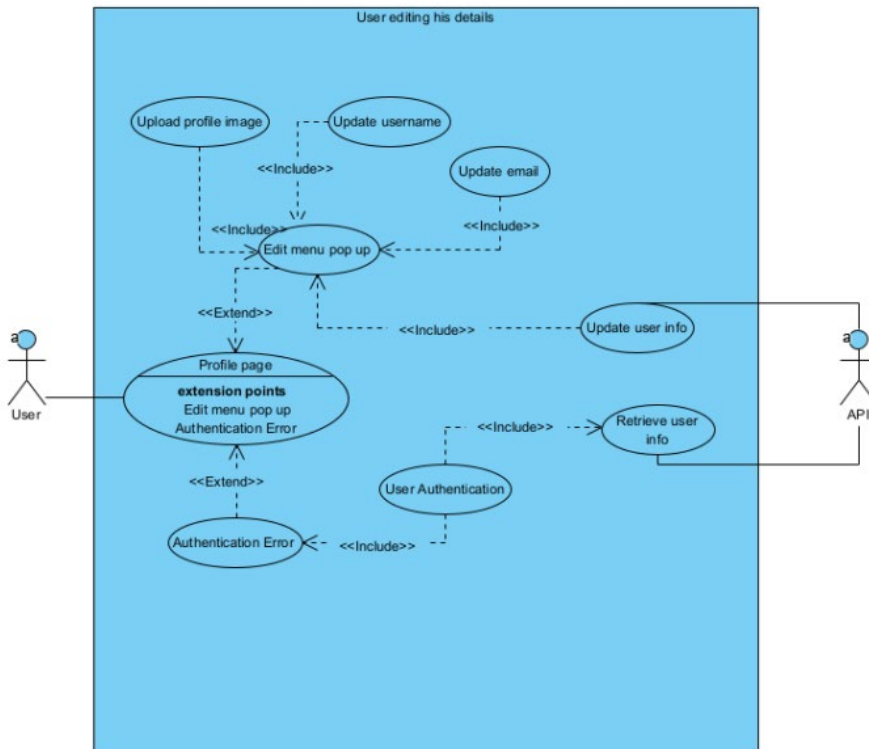 User editing his details
Upload profile image
Update username
<<Include>>
Update email
<<Include>>
<<Include>>
Edit menu pop up
<<Extend>>
<<Include>>
Update user info
a
User
a
API
Profile page
extension points
Edit menu pop up
Authentication Error
<<Include>>
Retrieve user
info
<<Extend>>
User Authentication
Authentication Error
<<Include>>